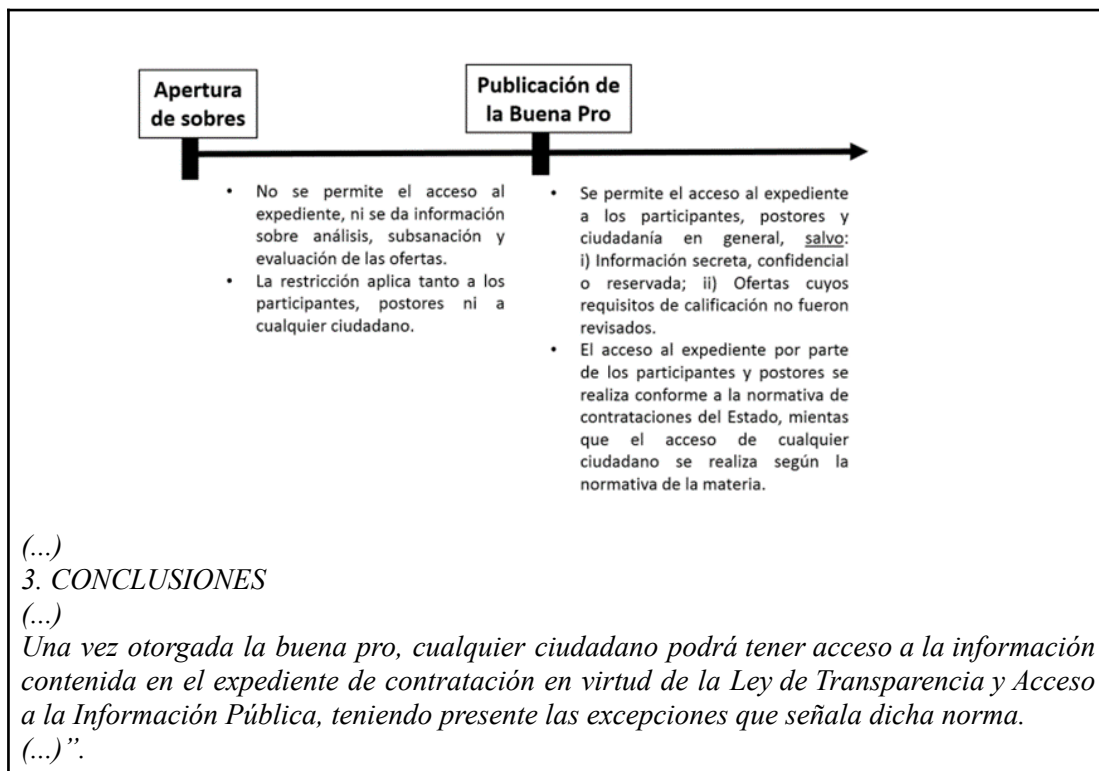 Apertura
de sobres
Publicación de
la Buena Pro
• No se permite el acceso al
expediente, ni se da información
sobre análisis, subsanación y
evaluación de las ofertas.
• La restricción aplica tanto a los
participantes, postores ni a
cualquier ciudadano.
• Se permite el acceso al expediente
a los participantes, postores y
ciudadanía en general, salvo:
i) Información secreta, confidencial
o reservada; ii) Ofertas cuyos
requisitos de calificación no fueron
revisados.
• El acceso al expediente por parte
de los participantes y postores se
realiza conforme a la normativa de
contrataciones del Estado, mientas
que el acceso de cualquier
ciudadano se realiza según la
normativa de la materia.
(...)
3. CONCLUSIONES
(...)
Una vez otorgada la buena pro, cualquier ciudadano podrá tener acceso a la información
contenida en el expediente de contratación en virtud de la Ley de Transparencia y Acceso
a la Información Pública, teniendo presente las excepciones que señala dicha norma.
(...)”.